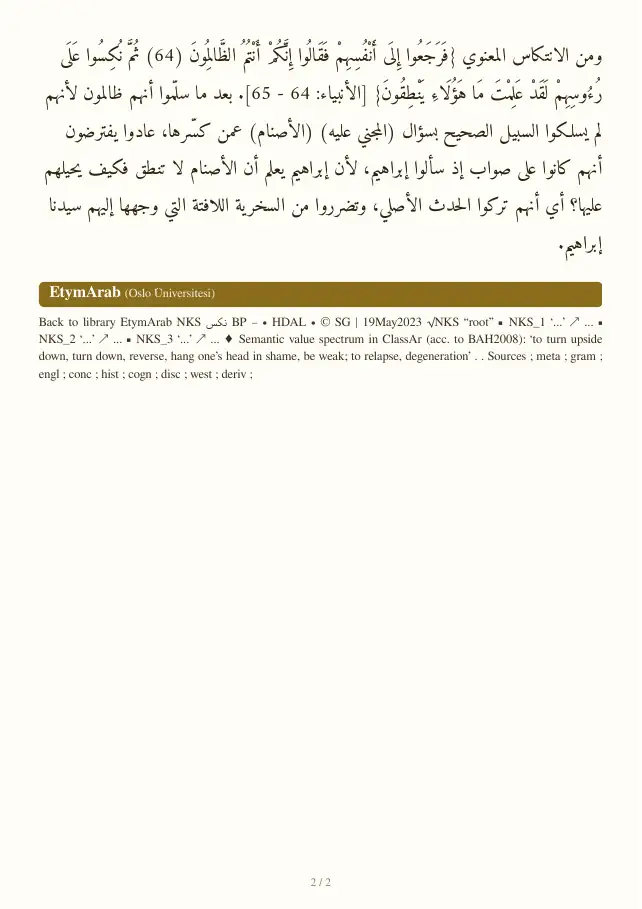 ومن الانتكاس المعنوي {فَرَجَعُوا إِلَى أَنْفُسِهِمْ فَقَالُوا إِنَّكُمْ أَنْتُمُ الظَّالِمُونَ (64) ثُمَّ نُكِسُوا عَلَى
رُءُوسِهِمْ لَقَدْ عَلِمْتَ مَا هَؤُلَاءِ يَنْطِقُونَ} [الأنبياء: 64 - 65]. بعد ما سلّموا أنهم ظالمون لأنهم
لم يسلكوا السبيل الصحيح بسؤال (المجني عليه) (الأصنام) عمن كسّرها، عادوا يفترضون
أنهم كانوا على صواب إذ سألوا إبراهيم، لأن إبراهيم يعلم أن الأصنام لا تنطق فكيف يحيلهم
عليها؟ أي أنهم تركوا الحدث الأصلي، وتضرروا من السخرية اللافتة التي وجهها إليهم سيدنا
إبراهيم.
EtymArab (Oslo Üniversitesi)
Back to library EtymArab NKS نكس BP – • HDAL • © SG | 19May2023 √NKS “root” ▪ NKS_1 ‘...’ ↗ ... ▪
NKS_2 ‘...’ ↗ ... ▪ NKS_3 ‘...’ ↗ ... ♦ Semantic value spectrum in ClassAr (acc. to BAH2008): ‘to turn upside
down, turn down, reverse, hang one’s head in shame, be weak; to relapse, degeneration’ . . Sources ; meta ; gram ;
engl ; conc ; hist ; cogn ; disc ; west ; deriv ;
2 / 2